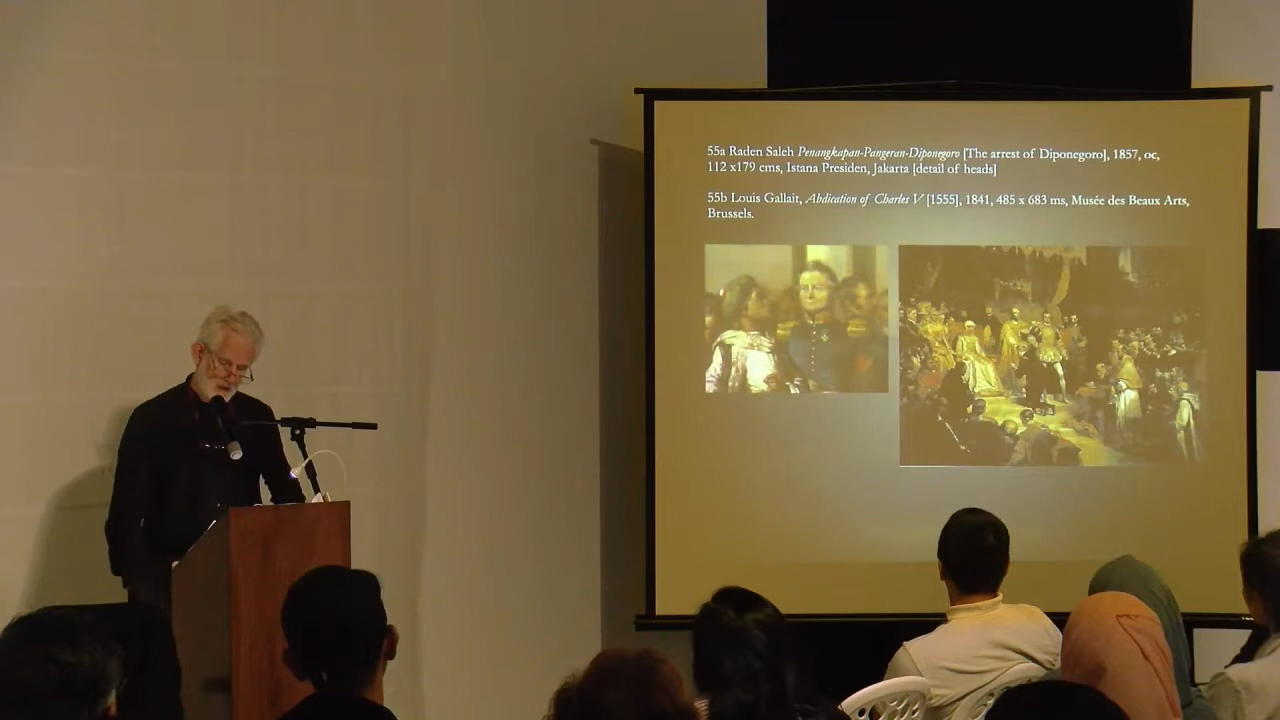 55a Raden Saleh Penangkapan-Pangeran-Diponegoro [The arrest of Diponegoro], 1857, oc,
112 x179 cms, Istana Presiden, Jakarta [detail of heads]
55b Louis Gallait, Abdication of Charles V [1555], 1841, 485 x 683 ms, Musée des Beaux Arts,
Brussels.